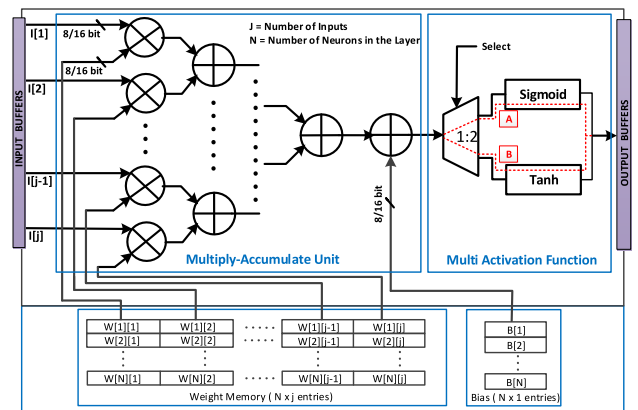 I[1]
8/16 bit
8/16 bit
I[2]
I[j-1]
I[j]
INPUT BUFFERS
J = Number of Inputs
N = Number of Neurons in the Layer
8/16 bit
Multiply-Accumulate Unit
Select
1:2
Sigmoid
A
B
Tanh
Multi Activation Function
OUTPUT BUFFERS
W[1][1] W[1][2] W[1][j-1] W[1][j]
W[2][1] W[2][2] W[2][j-1] W[2][j]
W[N][1] W[N][2] W[N][j-1] W[N][j]
Weight Memory ( N x j entries)
B[1]
B[2]
B[N]
Bias ( N x 1 entries)